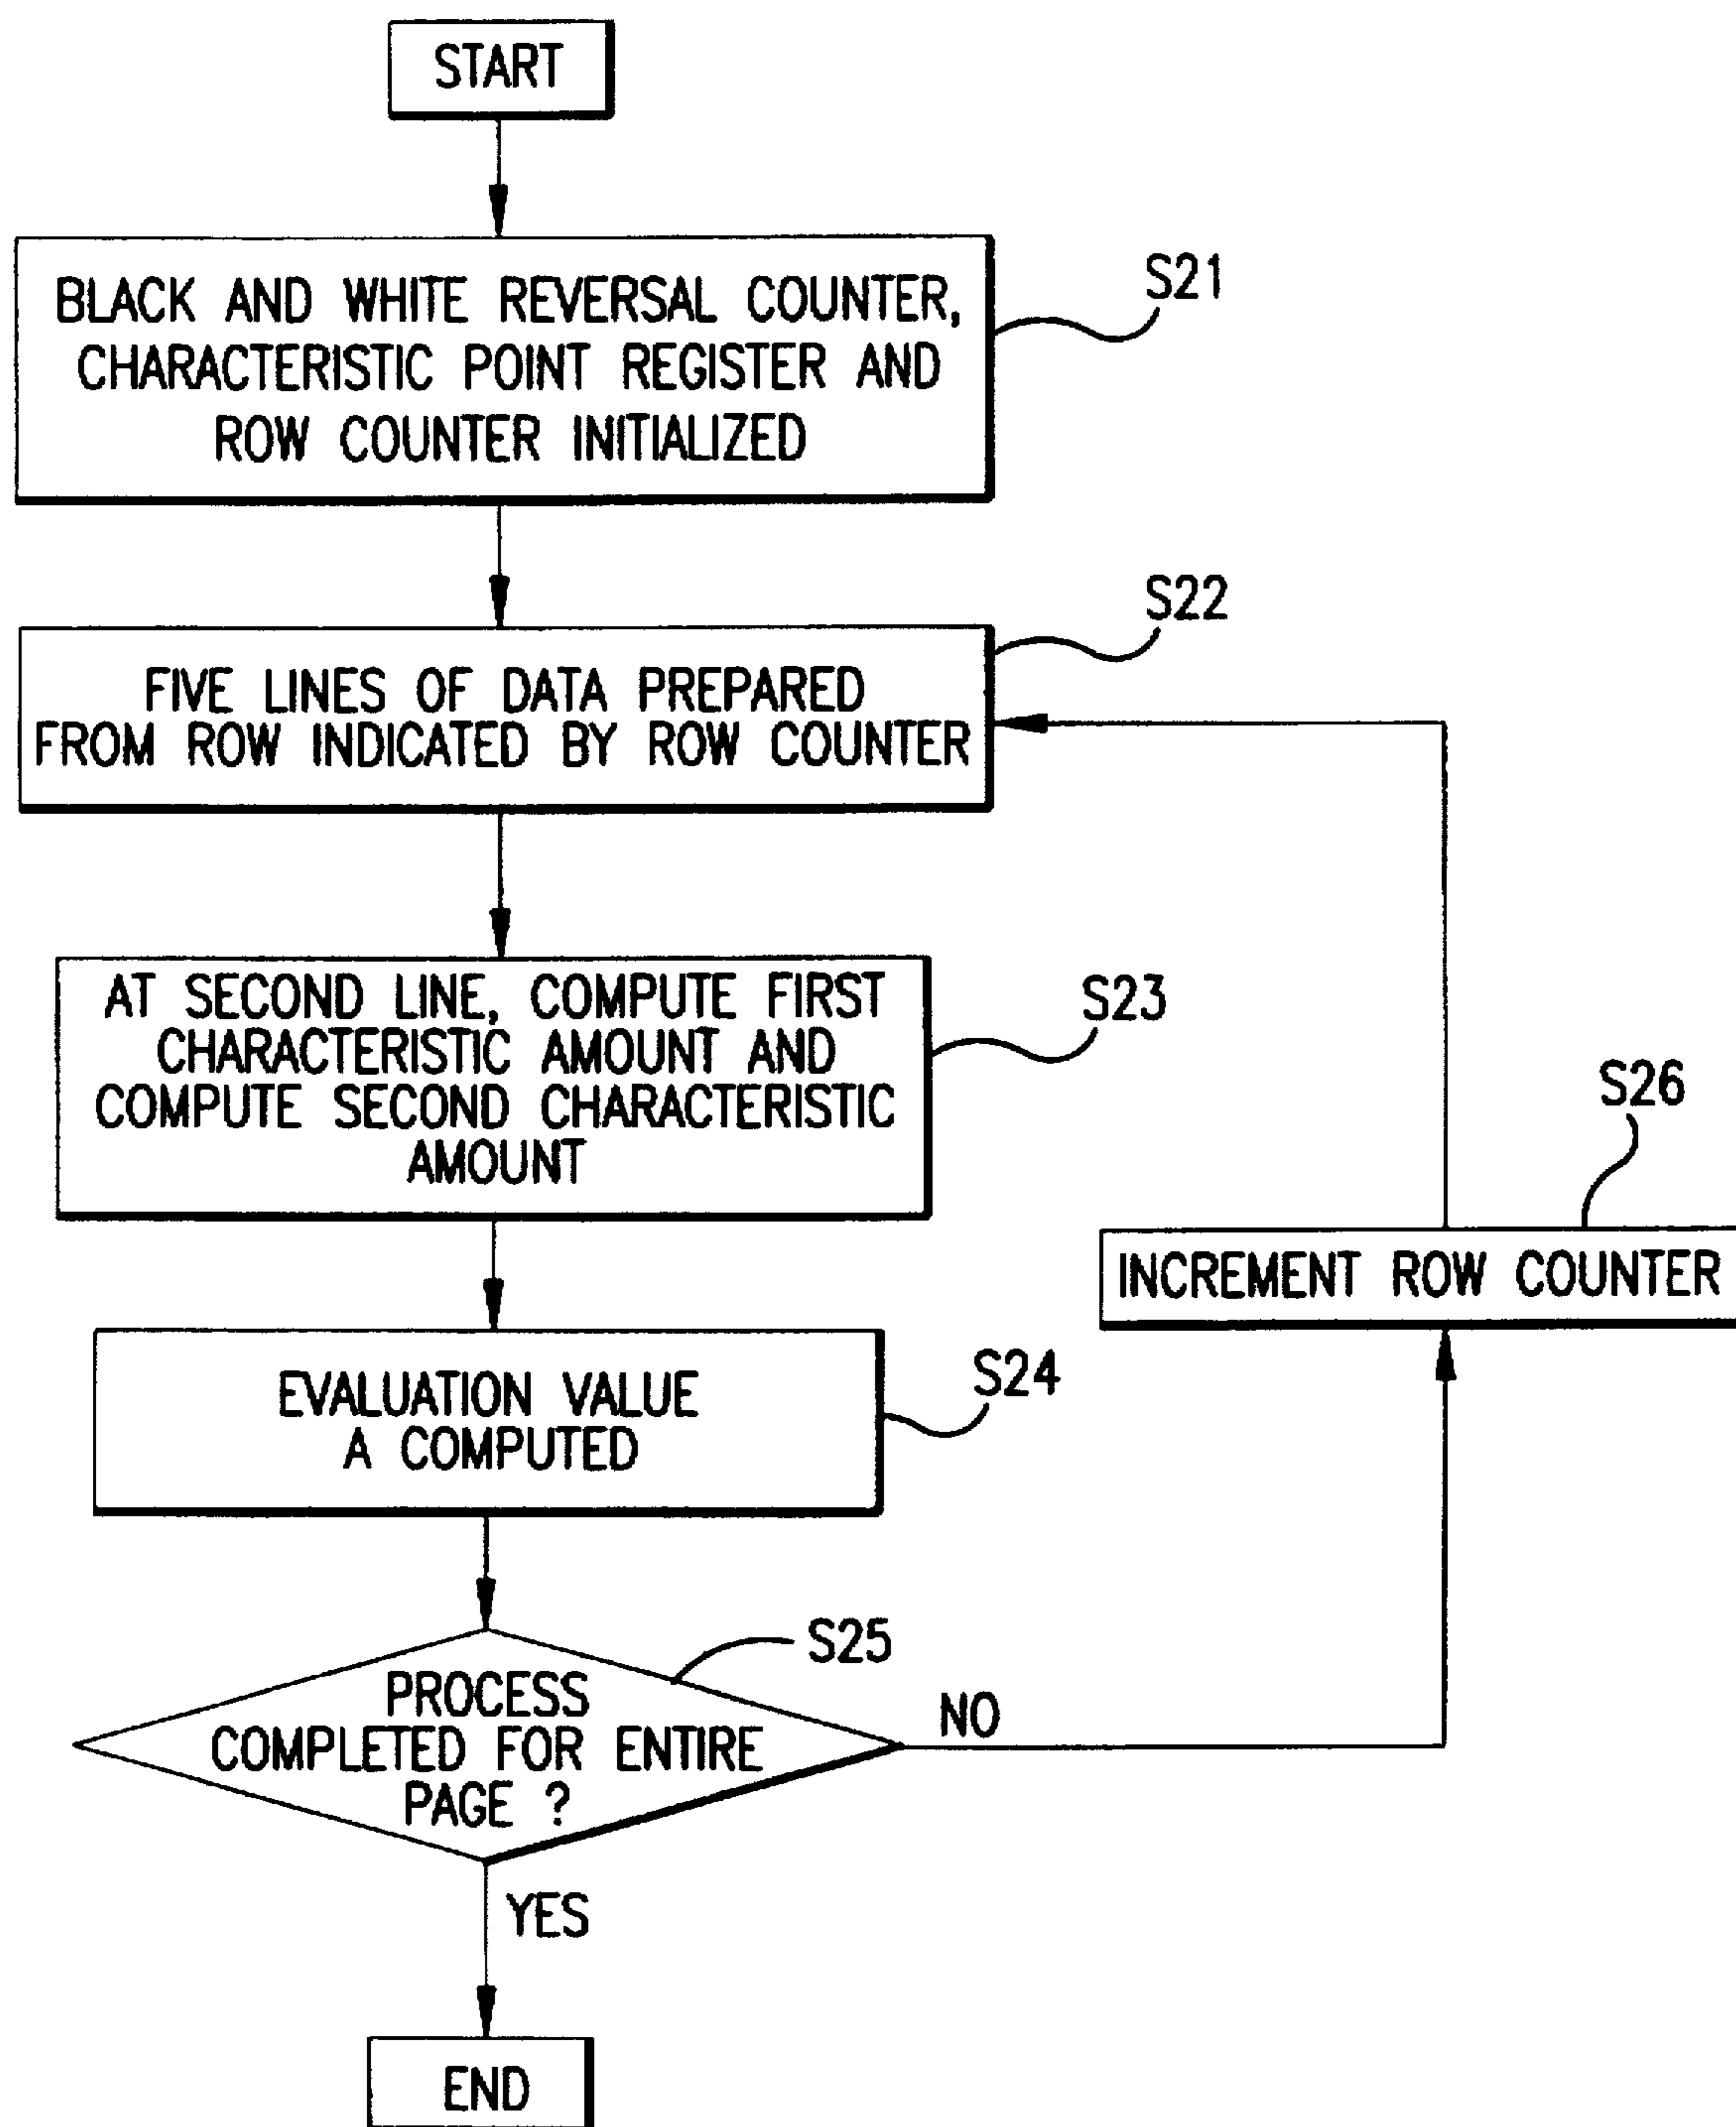 START
BLACK AND WHITE REVERSAL COUNTER,
CHARACTERISTIC POINT REGISTER AND
ROW COUNTER INITIALIZED
S21
FIVE LINES OF DATA PREPARED
FROM ROW INDICATED BY ROW COUNTER
S22
AT SECOND LINE, COMPUTE FIRST
CHARACTERISTIC AMOUNT AND
COMPUTE SECOND CHARACTERISTIC
AMOUNT
S23
EVALUATION VALUE
A COMPUTED
S24
PROCESS
COMPLETED FOR ENTIRE
PAGE ?
S25
NO
INCREMENT ROW COUNTER
S26
YES
END